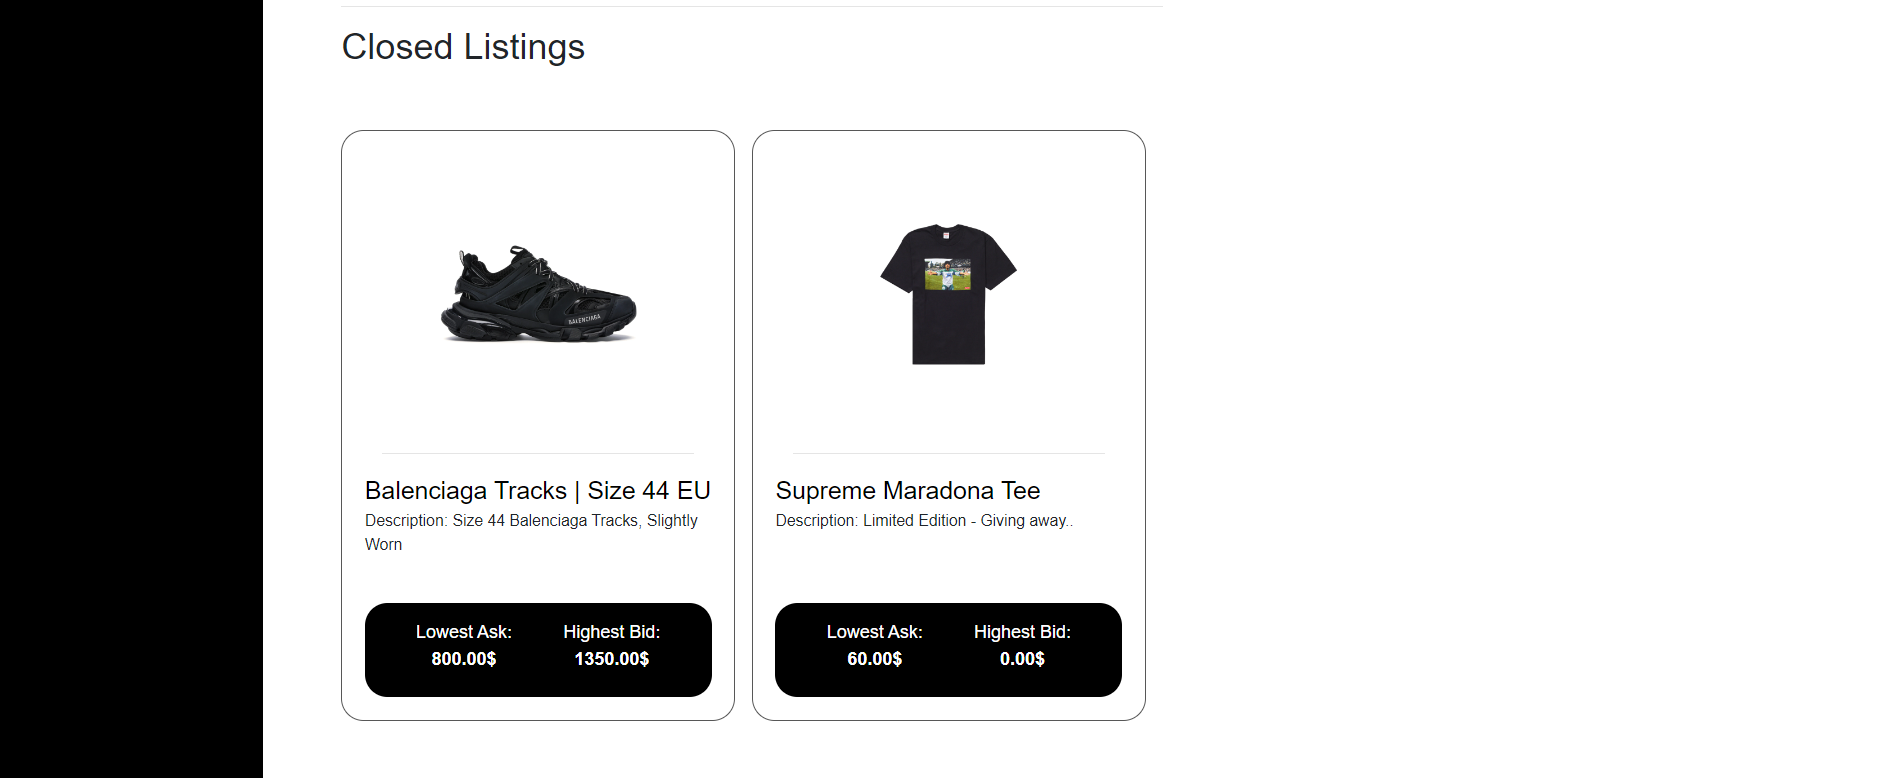 Closed Listings
BALENCIAGA
Balenciaga Tracks | Size 44 EU
Description: Size 44 Balenciaga Tracks, Slightly
Worn
Lowest Ask:
800.00$
Highest Bid:
1350.00$
Supreme Maradona Tee
Description: Limited Edition - Giving away..
Lowest Ask:
60.00$
Highest Bid:
0.00$